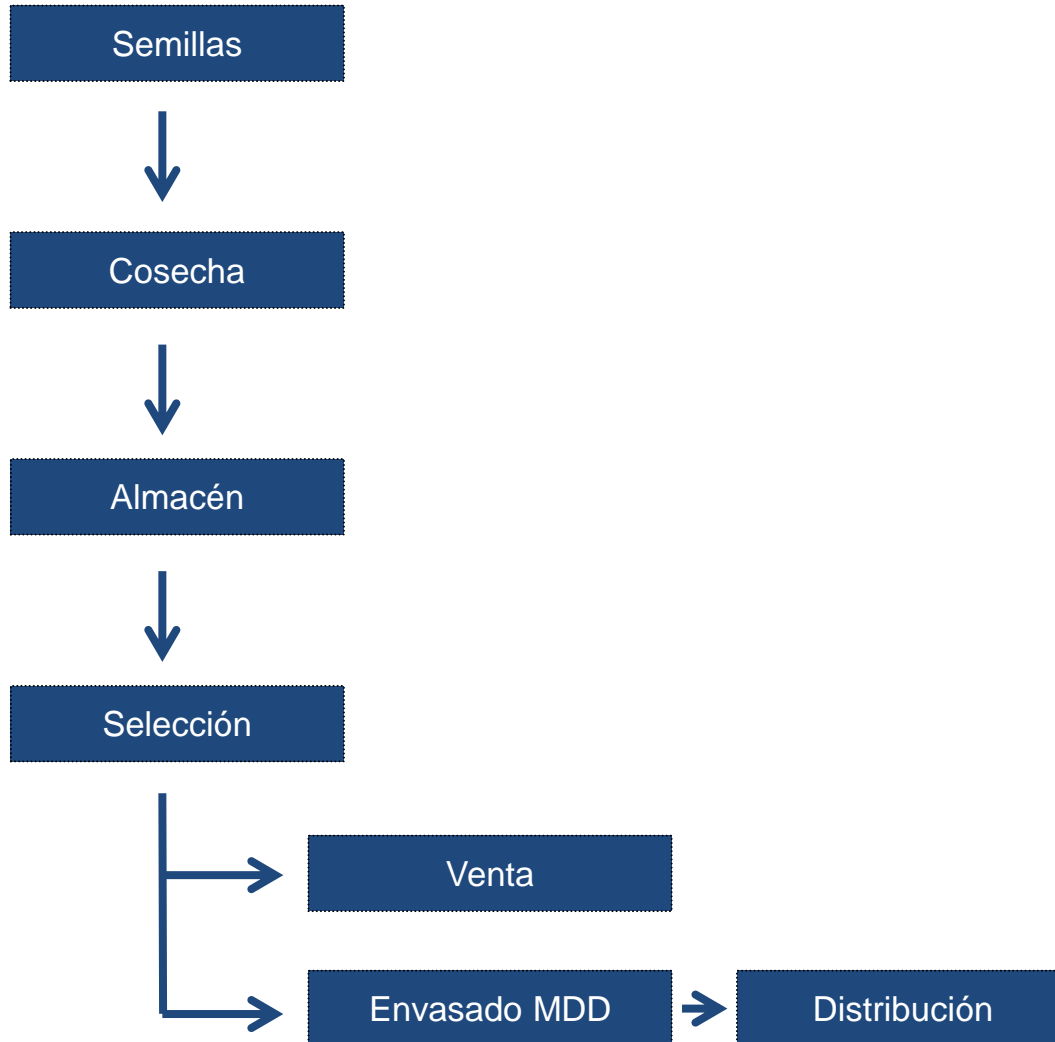 Semillas
Cosecha
Almacén
Selección
Venta
Envasado MDD
Distribución